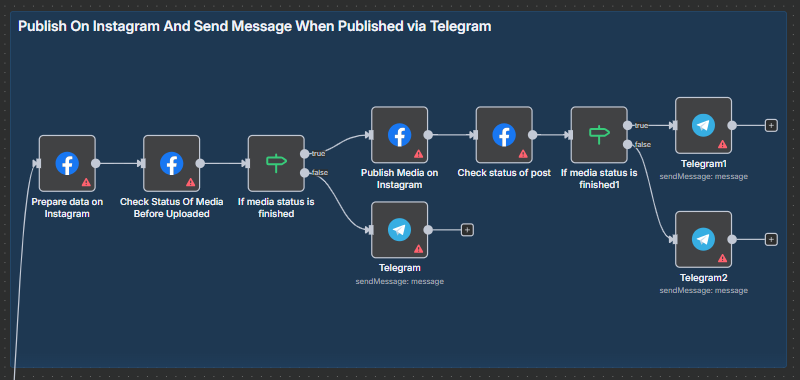 Publish On Instagram And Send Message When Published via Telegram
Prepare data on
Instagram
Check Status Of Media
Before Uploaded
If media status is
finished
true
false
Publish Media on
Instagram
Telegram
sendMessage: message
Check status of post
If media status is
finished1
true
false
Telegram1
sendMessage: message
Telegram2
sendMessage: message